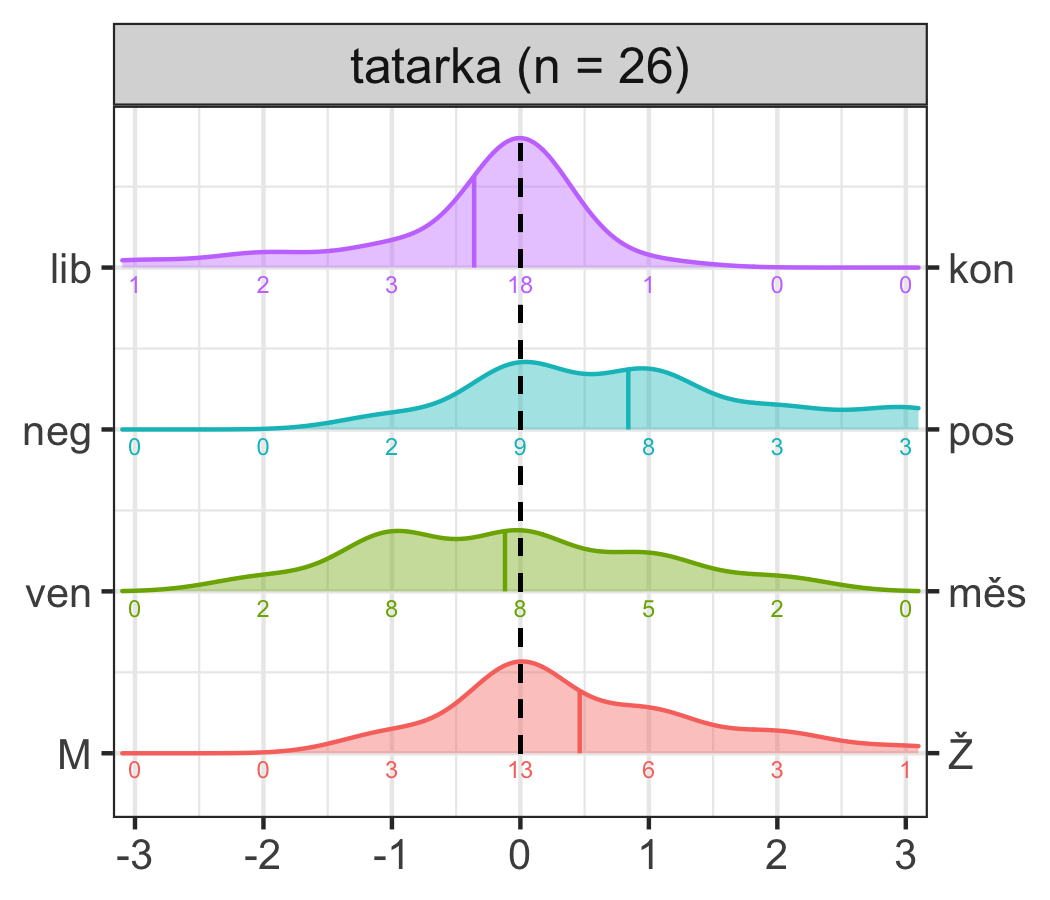 tatarka (n = 26)
lib kon
1 2 3 18 1 0 0
neg pos
0 0 2 9 8 3 3
ven měs
0 2 8 8 5 2 0
M Ž
0 0 3 13 6 3 1
-3 -2 -1 0 1 2 3